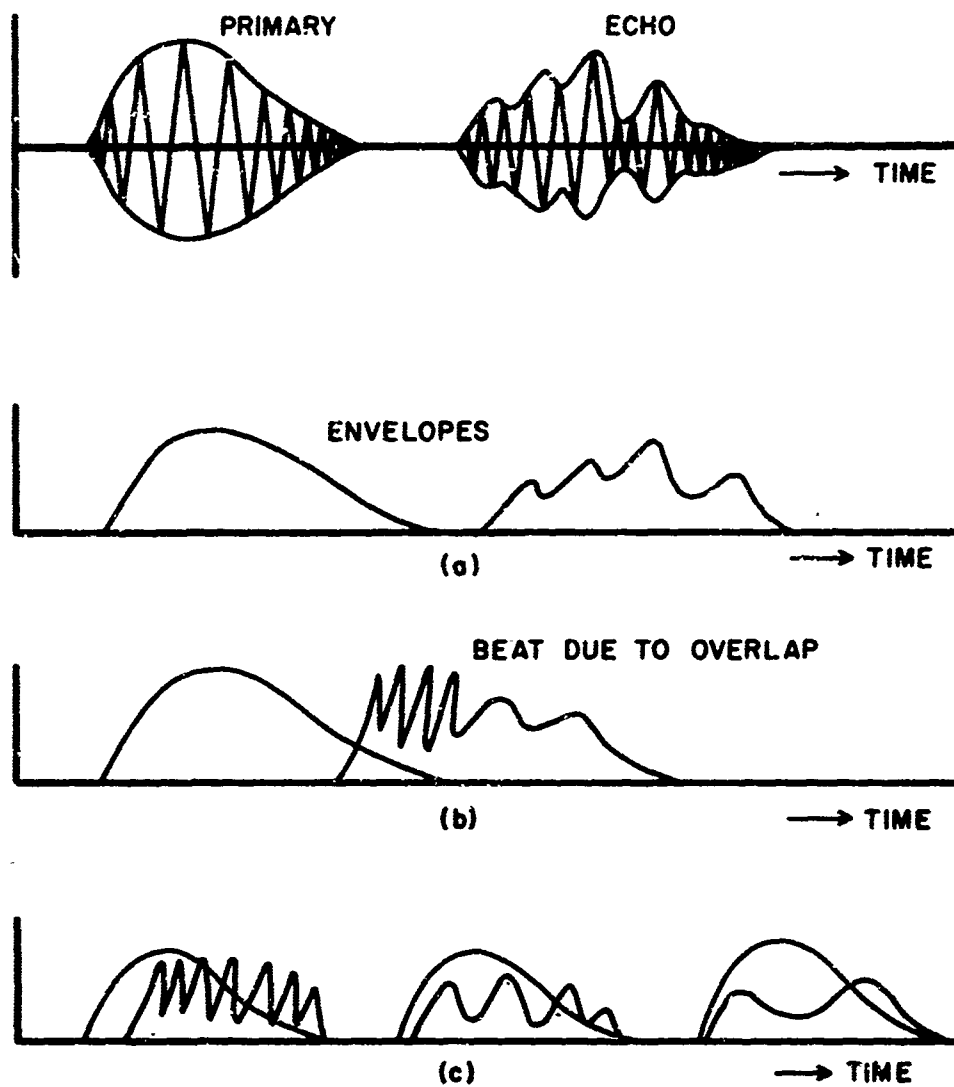 PRIMARY
ECHO
TIME
ENVELOPES
TIME
(a)
BEAT DUE TO OVERLAP
(b)
TIME
(c)
TIME